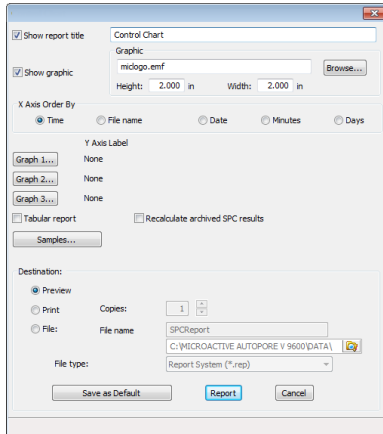 Show report title Control Chart
Graphic
Show graphic miclogo.emf Browse...
Height: 2.000 in Width: 2.000 in
X Axis Order By
Time File name Date Minutes Days
Y Axis Label
Graph 1... None
Graph 2... None
Graph 3... None
Tabular report Recalculate archived SPC results
Samples...
Destination:
Preview
Print Copies: 1
File: File name SPCReport
C:\MICROACTIVE AUTOPORE V 9600\DATA\
File type: Report System (*.rep)
Save as Default Report Cancel